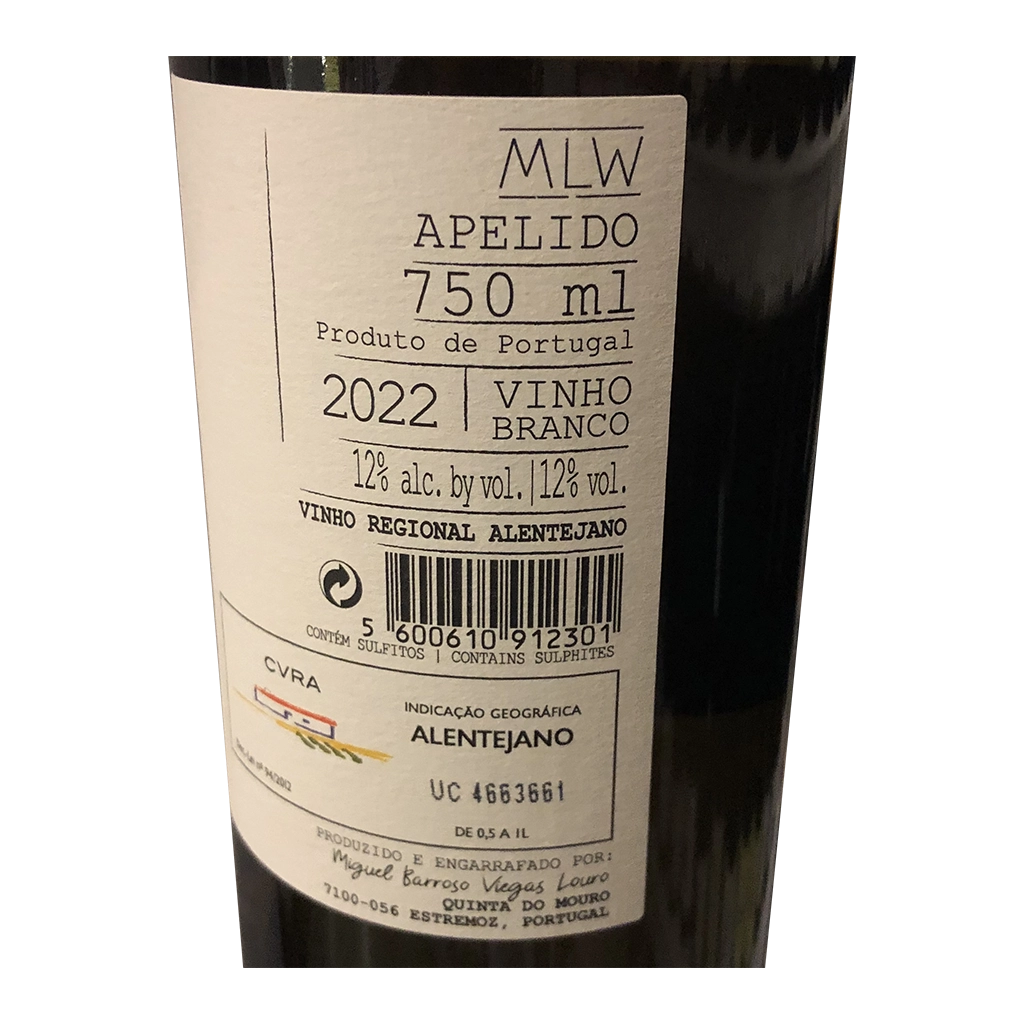 MLW
APELIDO
750 ml
Produto de Portugal
2022 | VINHO
BRANCO
12% alc. by vol. | 12% vol.
VINHO REGIONAL ALENTEJANO
5 600610 912301
CONTÉM SULFITOS | CONTAINS SULPHITES
CVRA
INDICAÇÃO GEOGRÁFICA
ALENTEJANO
UC 4663661
DE 0,5 A 1L
PRODUZIDO E ENGARRAFADO POR:
Miguel Barroso Viegas Louro
QUINTA DO MOURO
7100-056 ESTREMOZ, PORTUGAL